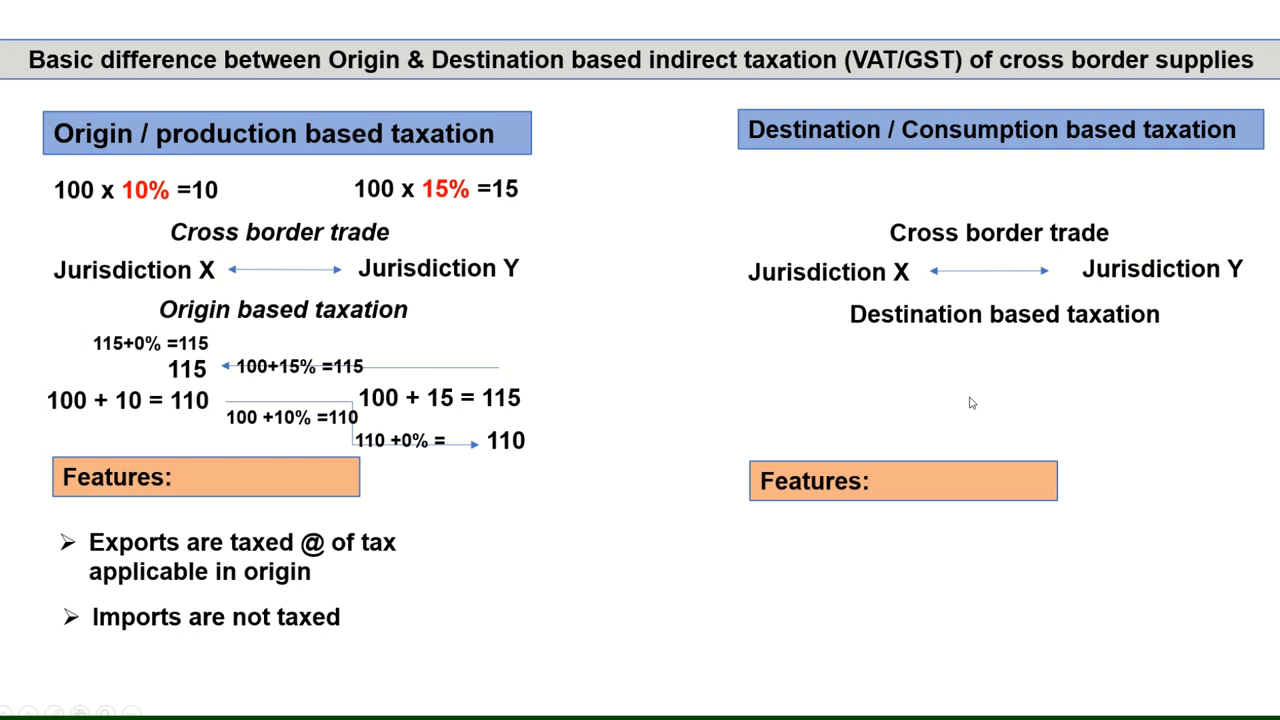 Basic difference between Origin & Destination based indirect taxation (VAT/GST) of cross border supplies
Origin / production based taxation
100 x 10% =10
100 x 15% =15
Cross border trade
Jurisdiction X
Jurisdiction Y
Origin based taxation
115+0% =115
115
100+15% =115
100 + 10 = 110
100 + 15 = 115
100 +10% =110
110 +0% =
110
Features:
➢ Exports are taxed @ of tax
applicable in origin
➢ Imports are not taxed
Destination / Consumption based taxation
Cross border trade
Jurisdiction X
Jurisdiction Y
Destination based taxation
Features: